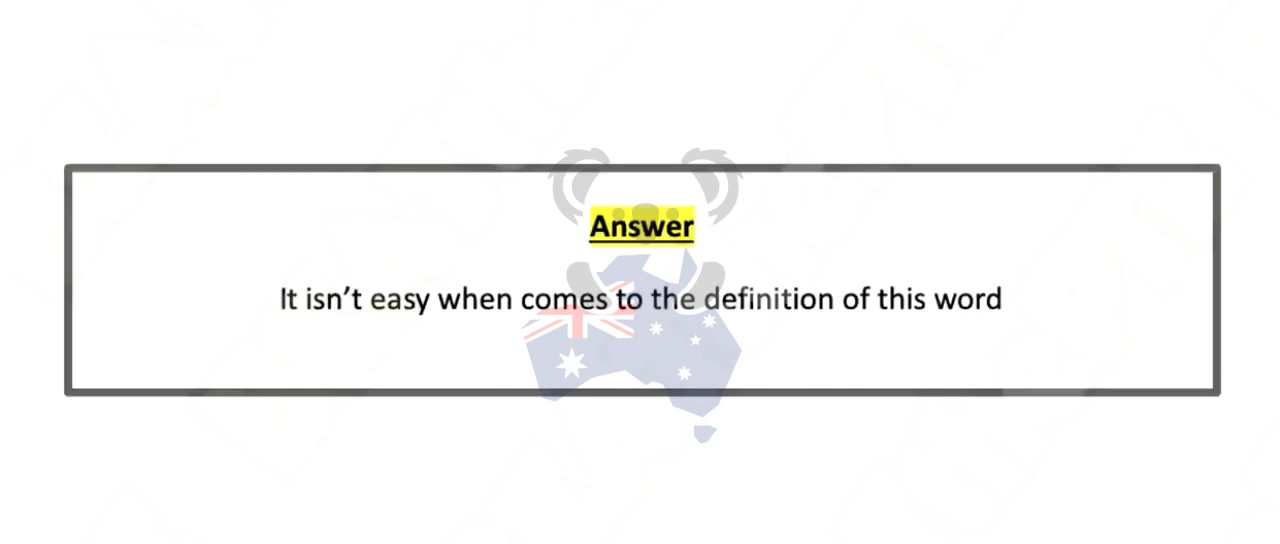 Answer
It isn’t easy when comes to the definition of this word